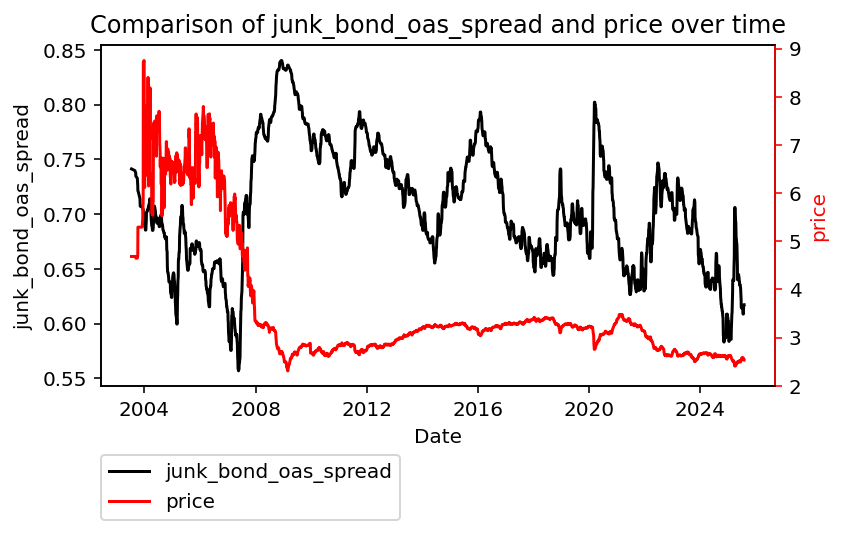 Comparison of junk_bond_oas_spread and price over time
junk_bond_oas_spread
0.85
0.80
0.75
0.70
0.65
0.60
0.55
9
8
7
6
5
4
3
2
price
2004 2008 2012 2016 2020 2024
Date
junk_bond_oas_spread
price